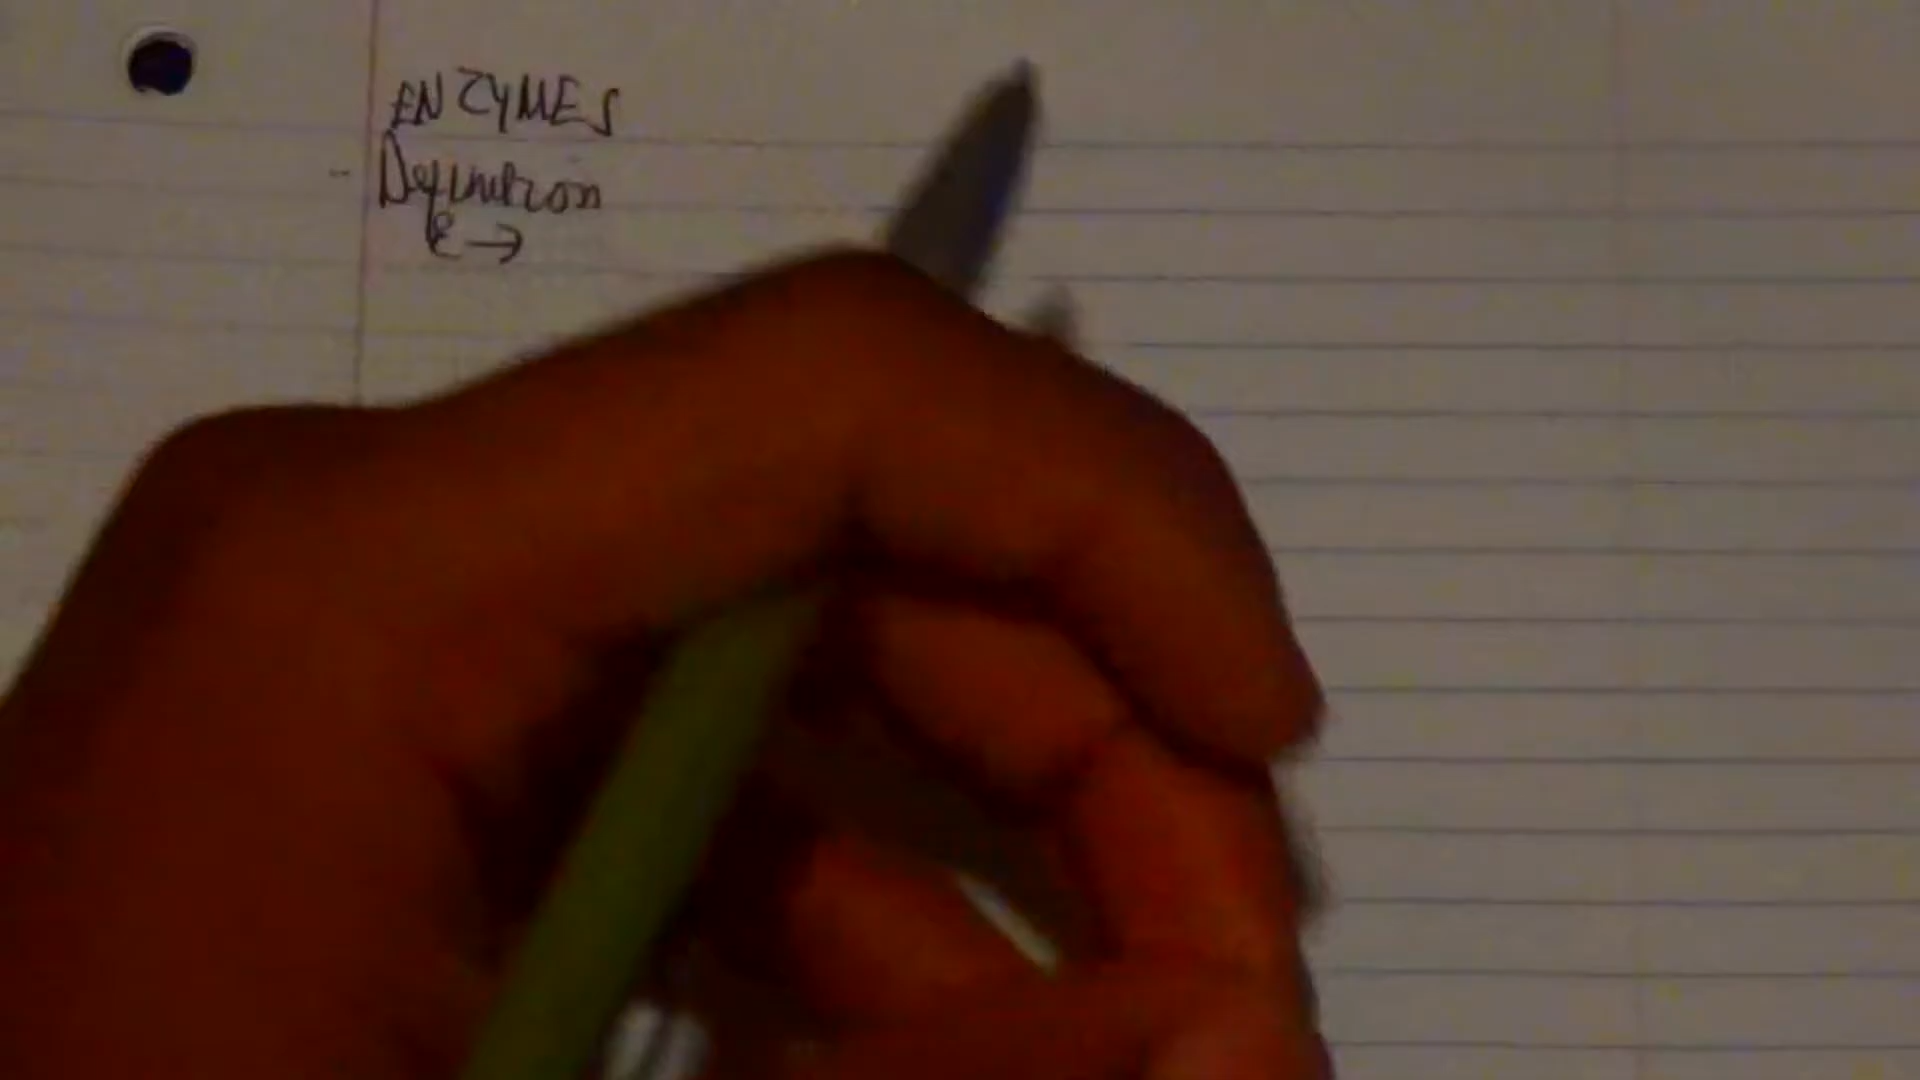 ENZYMES
- Definition
e →